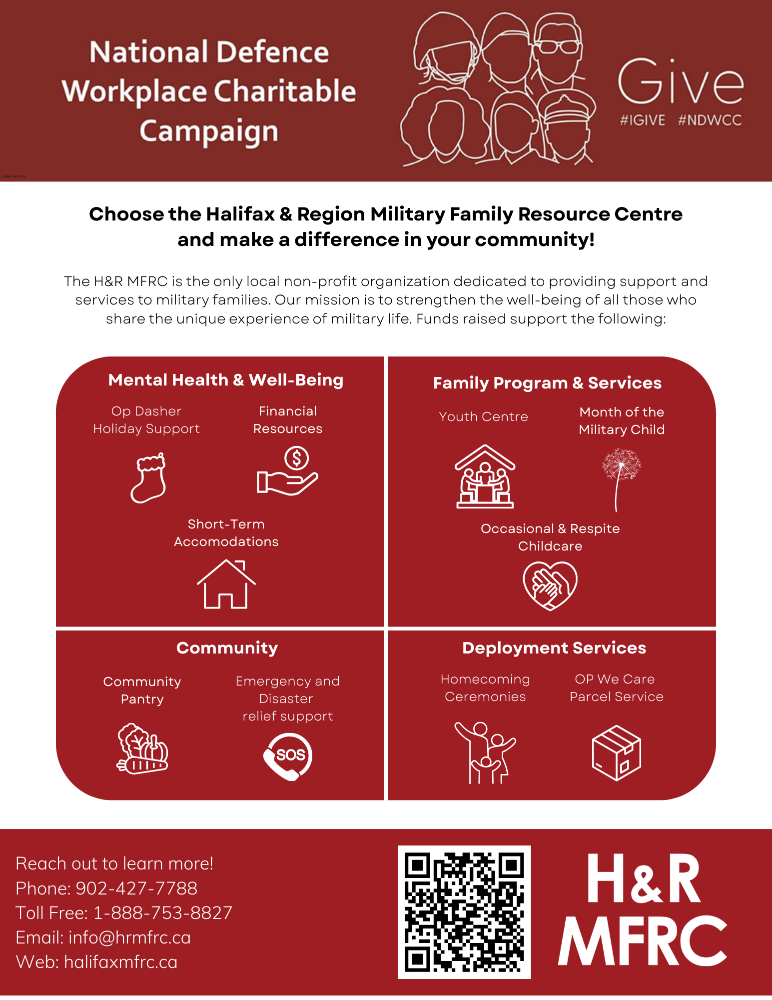 National Defence
Workplace Charitable
Campaign
Give
#IGIVE #NDWCC
Choose the Halifax & Region Military Family Resource Centre
and make a difference in your community!
The H&R MFRC is the only local non-profit organization dedicated to providing support and
services to military families. Our mission is to strengthen the well-being of all those who
share the unique experience of military life. Funds raised support the following:
Mental Health & Well-Being
Op Dasher
Holiday Support
Financial
Resources
$
Short-Term
Accomodations
Family Program & Services
Youth Centre
Month of the
Military Child
Occasional & Respite
Childcare
Community
Community
Pantry
Emergency and
Disaster
relief support
SOS
Deployment Services
Homecoming
Ceremonies
OP We Care
Parcel Service
Reach out to learn more!
Phone: 902-427-7788
Toll Free: 1-888-753-8827
Email: info@hrmfrc.ca
Web: halifaxmfrc.ca
H&R
MFRC